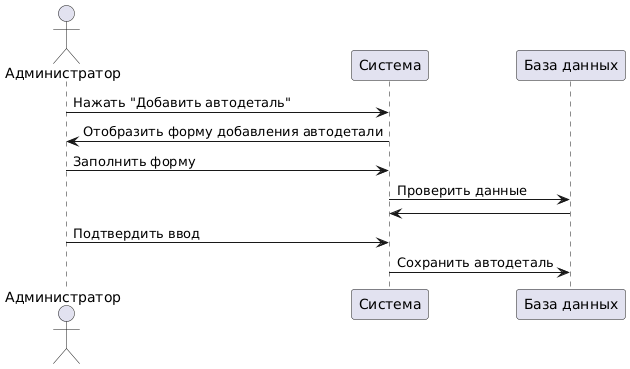 Администратор
Система
База данных
Нажать "Добавить автодеталь"
Отобразить форму добавления автодетали
Заполнить форму
Проверить данные
Подтвердить ввод
Сохранить автодеталь
Администратор
Система
База данных